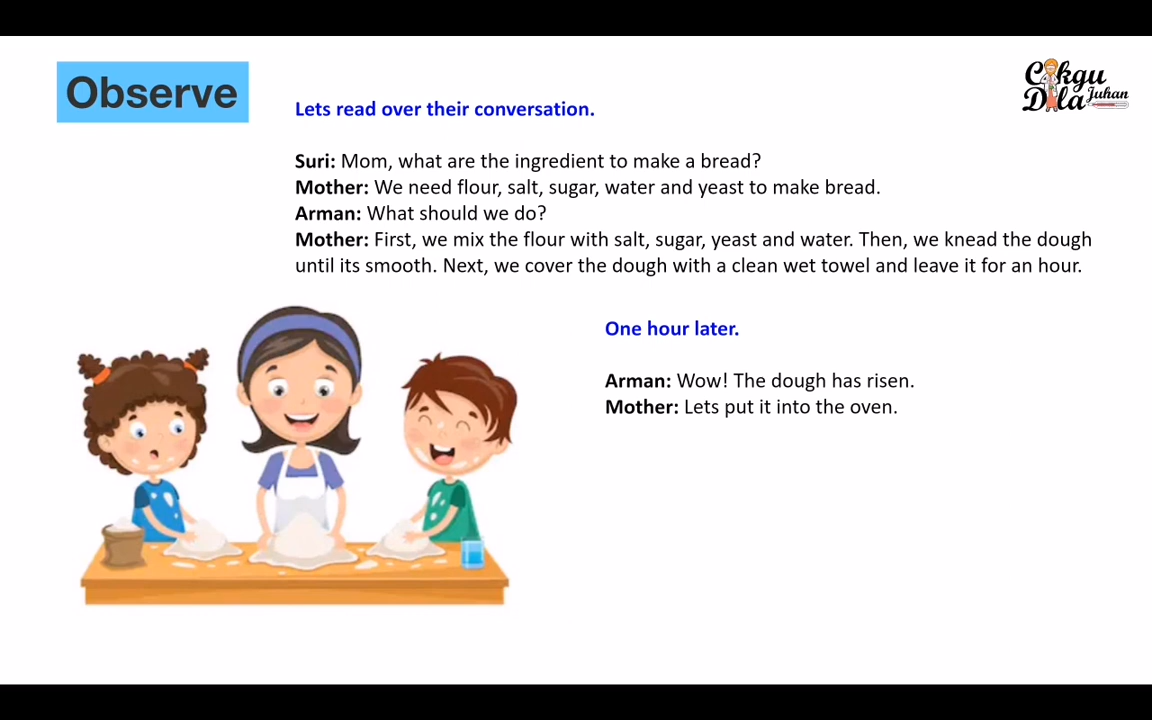 Observe
Cikgu
Dila Juhan
Lets read over their conversation.
Suri: Mom, what are the ingredient to make a bread?
Mother: We need flour, salt, sugar, water and yeast to make bread.
Arman: What should we do?
Mother: First, we mix the flour with salt, sugar, yeast and water. Then, we knead the dough
until its smooth. Next, we cover the dough with a clean wet towel and leave it for an hour.
One hour later.
Arman: Wow! The dough has risen.
Mother: Lets put it into the oven.